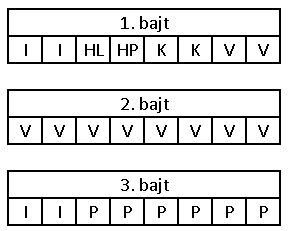 1. bajt
I I HL HP K K V V
2. bajt
V V V V V V V V
3. bajt
I I P P P P P P